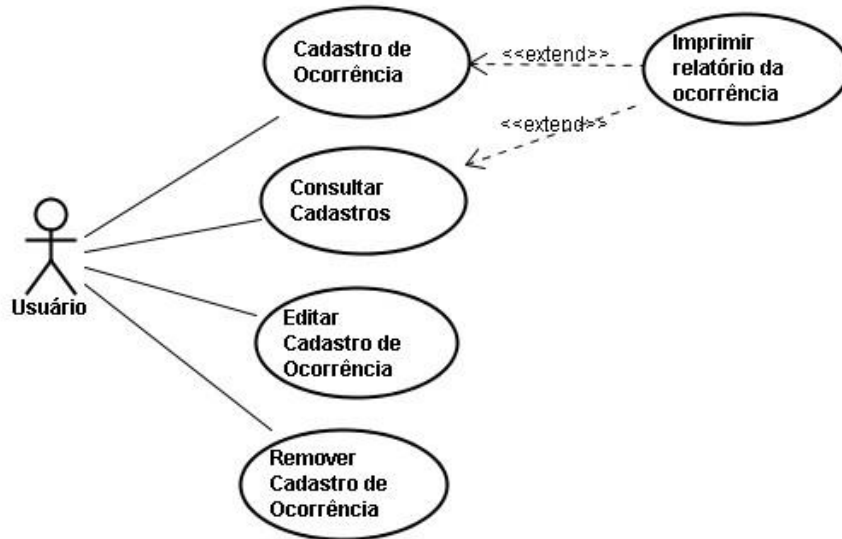 Cadastro de
Ocorrência
<<extend>>
Imprimir
relatório da
ocorrência
<<extend>>
Consultar
Cadastros
Usuário
Editar
Cadastro de
Ocorrência
Remover
Cadastro de
Ocorrência